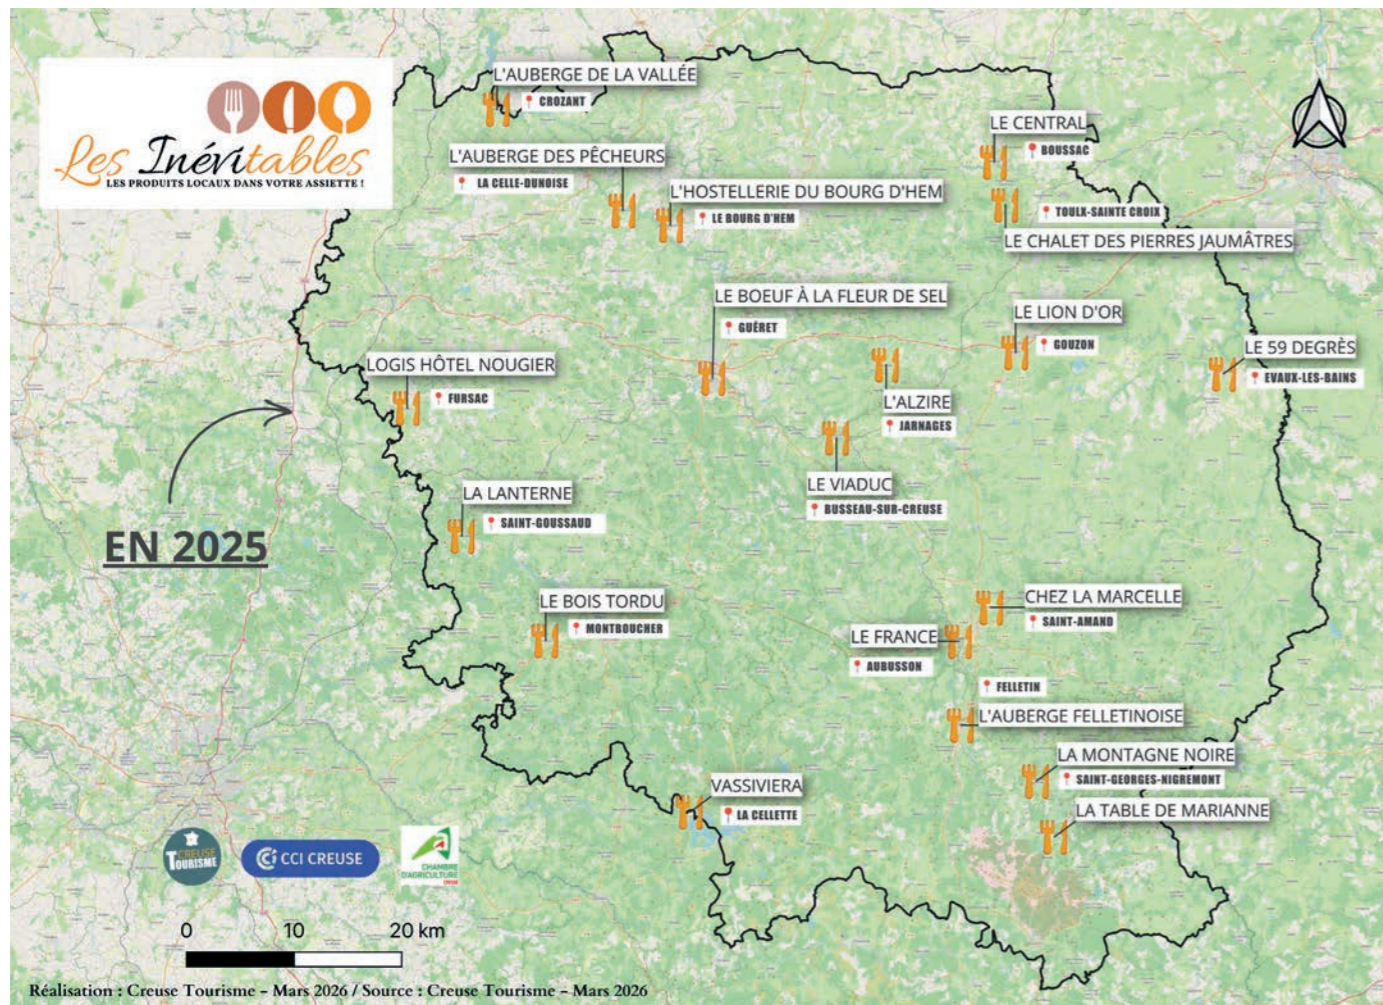 L'AUBERGE DE LA VALLÉE
CROZANT
Les Inévitables
LES PRODUITS LOCAUX DANS VOTRE ASSIETTE !
LE CENTRAL
BOUSSAC
L'AUBERGE DES PÊCHEURS
LA CELLE-DUNOISE
L'HOSTELLERIE DU BOURG D'HEM
LE BOURG D'HEM
TOULX-SAINTE CROIX
LE CHALET DES PIERRES JAUMÂTRES
LE BOEUF À LA FLEUR DE SEL
GUÉRET
LE LION D'OR
GOUZON
LE 59 DEGRÈS
EVAUX-LES-BAINS
LOGIS HÔTEL NOUGIER
FURSAC
L'ALZIRE
JARNAGES
LE VIADUC
BUSSEAU-SUR-CREUSE
LA LANTERNE
SAINT-GOUSSAUD
EN 2025
LE BOIS TORDU
MONTBOUCHER
CHEZ LA MARCELLE
SAINT-AMAND
LE FRANCE
AUBUSSON
FELLETIN
L'AUBERGE FELLETINOISE
LA MONTAGNE NOIRE
SAINT-GEORGES-NIGREMONT
VASSIVIERA
LA CELLETTE
LA TABLE DE MARIANNE
CREUSE
TOURISME
CCI CREUSE
CHAMBRE
D'AGRICULTURE
CREUSE
0 10 20 km
Réalisation : Creuse Tourisme - Mars 2026 / Source : Creuse Tourisme - Mars 2026